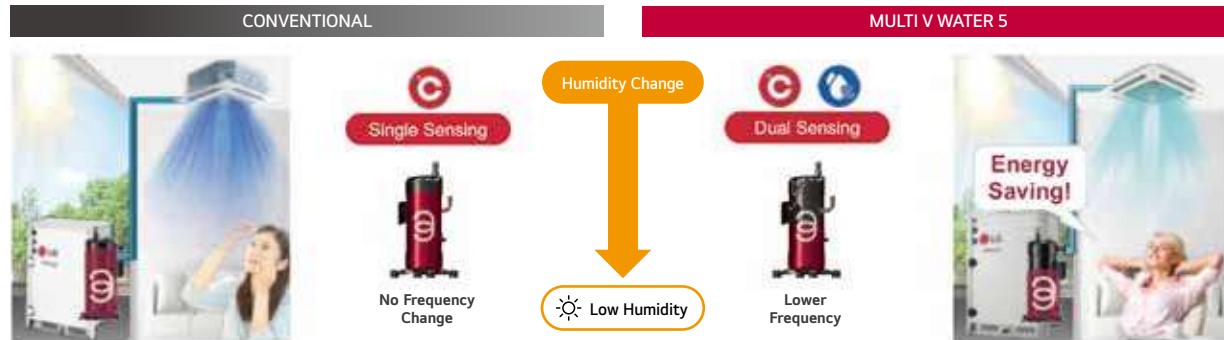 CONVENTIONAL
MULTI V WATER 5
Single Sensing
Humidity Change
Dual Sensing
Energy
Saving!
LG
No Frequency
Change
Low Humidity
Lower
Frequency